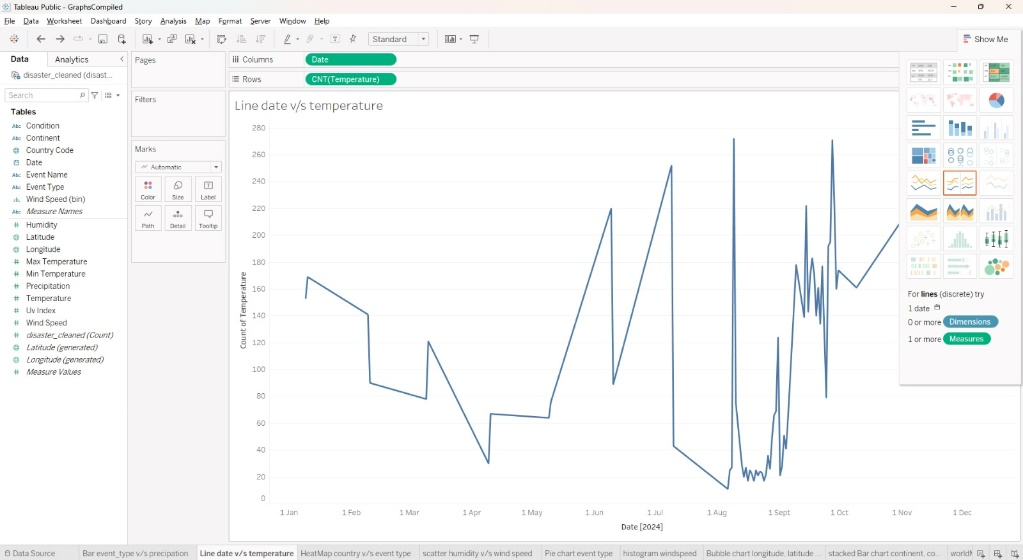 Tableau Public - GraphsCompiled
File Data Worksheet Dashboard Story Analysis Map Format Server Window Help
Standard
Show Me
Data Analytics
disaster_cleaned (disast...
Search
Tables
Abc Condition
Abc Continent
Country Code
Date
Abc Event Name
Abc Event Type
Wind Speed (bin)
Abc Measure Names
# Humidity
Latitude
Longitude
# Max Temperature
# Min Temperature
# Precipitation
# Temperature
# Uv Index
# Wind Speed
# disaster_cleaned (Count)
Latitude (generated)
Longitude (generated)
# Measure Values
Pages
Filters
Marks
Automatic
Color Size Label
Path Detail Tooltip
Columns Date
Rows CNT(Temperature)
Line date v/s temperature
Count of Temperature
280
260
240
220
200
180
160
140
120
100
80
60
40
20
0
1 Jan 1 Feb 1 Mar 1 Apr 1 May 1 Jun 1 Jul 1 Aug 1 Sept 1 Oct 1 Nov 1 Dec
Date [2024]
For lines (discrete) try
1 date
0 or more Dimensions
1 or more Measures
Data Source Bar event_type v/s precipation Line date v/s temperature HeatMap country v/s event type scatter humidity v/s wind speed Pie chart event type histogram windspeed Bubble chart longitude, latitude ... stacked Bar chart continent, co...